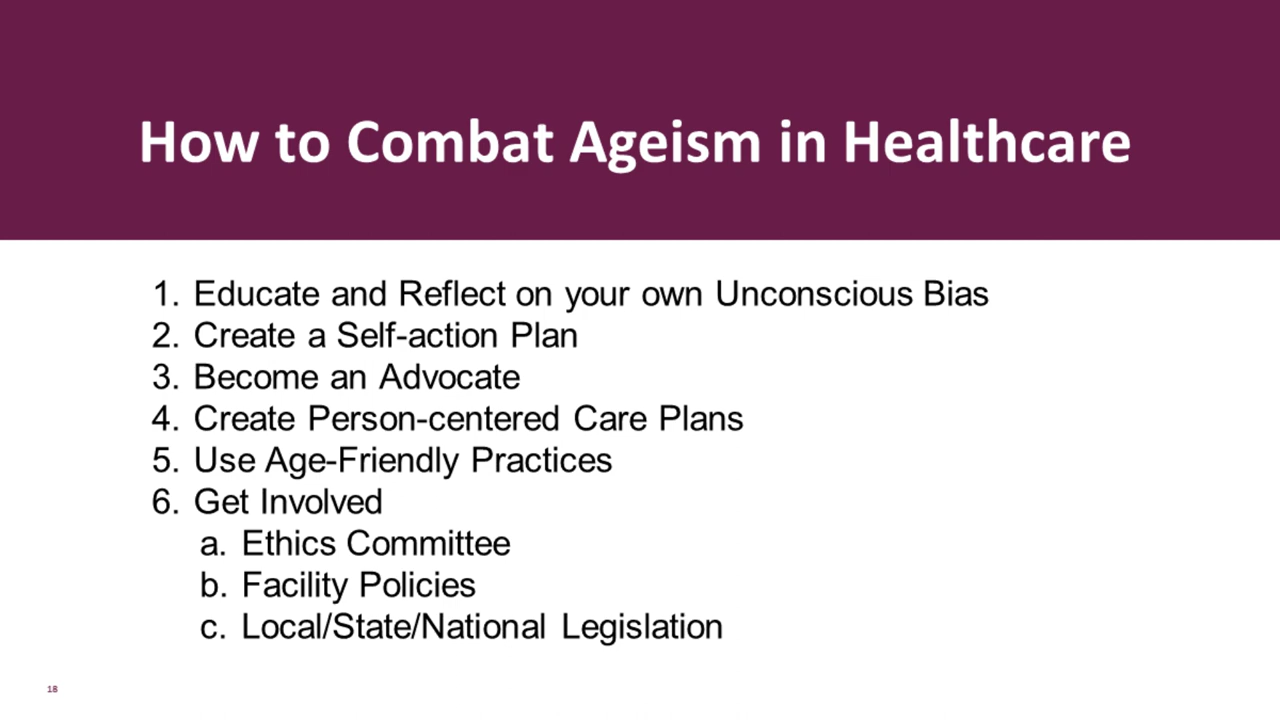 How to Combat Ageism in Healthcare
1. Educate and Reflect on your own Unconscious Bias
2. Create a Self-action Plan
3. Become an Advocate
4. Create Person-centered Care Plans
5. Use Age-Friendly Practices
6. Get Involved
a. Ethics Committee
b. Facility Policies
c. Local/State/National Legislation
18